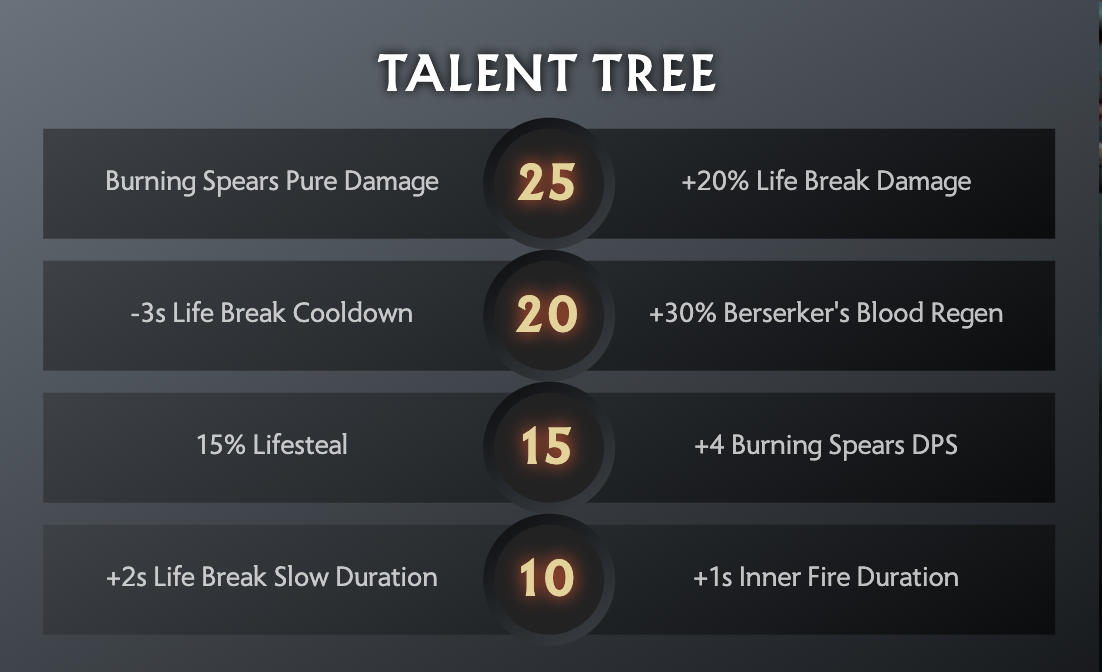 TALENT TREE
Burning Spears Pure Damage 25 +20% Life Break Damage
-3s Life Break Cooldown 20 +30% Berserker's Blood Regen
15% Lifesteal 15 +4 Burning Spears DPS
+2s Life Break Slow Duration 10 +1s Inner Fire Duration